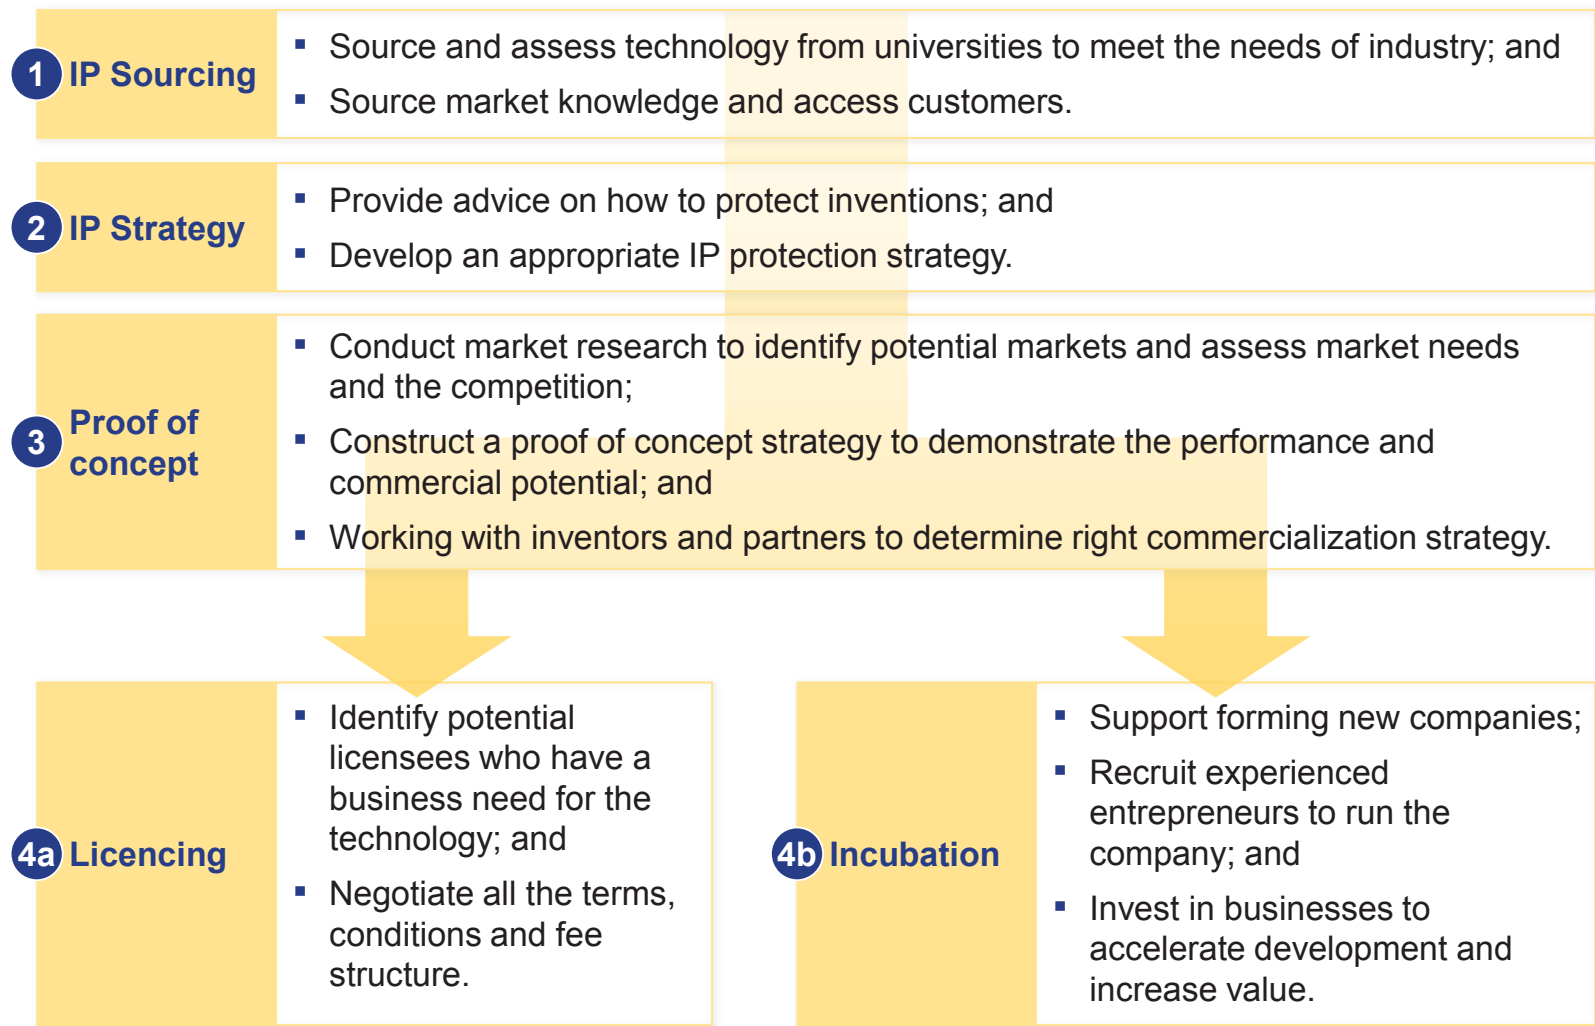 1 IP Sourcing
▪ Source and assess technology from universities to meet the needs of industry; and
▪ Source market knowledge and access customers.
2 IP Strategy
▪ Provide advice on how to protect inventions; and
▪ Develop an appropriate IP protection strategy.
3 Proof of
concept
▪ Conduct market research to identify potential markets and assess market needs
and the competition;
▪ Construct a proof of concept strategy to demonstrate the performance and
commercial potential; and
▪ Working with inventors and partners to determine right commercialization strategy.
4a Licencing
▪ Identify potential
licensees who have a
business need for the
technology; and
▪ Negotiate all the terms,
conditions and fee
structure.
4b Incubation
▪ Support forming new companies;
▪ Recruit experienced
entrepreneurs to run the
company; and
▪ Invest in businesses to
accelerate development and
increase value.